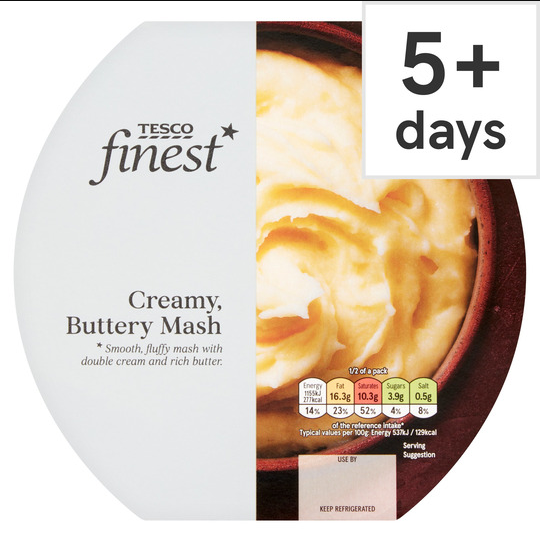 5+
days
TESCO
finest*
Creamy,
Buttery Mash
* Smooth, fluffy mash with
double cream and rich butter.
1/2 of a pack
Energy Fat Saturates Sugars Salt
1155kJ
277kcal 16.3g 10.3g 3.9g 0.5g
14% 23% 52% 4% 8%
of the reference intake*
Typical values per 100g: Energy 537kJ / 129kcal
Serving
Suggestion
USE BY
KEEP REFRIGERATED